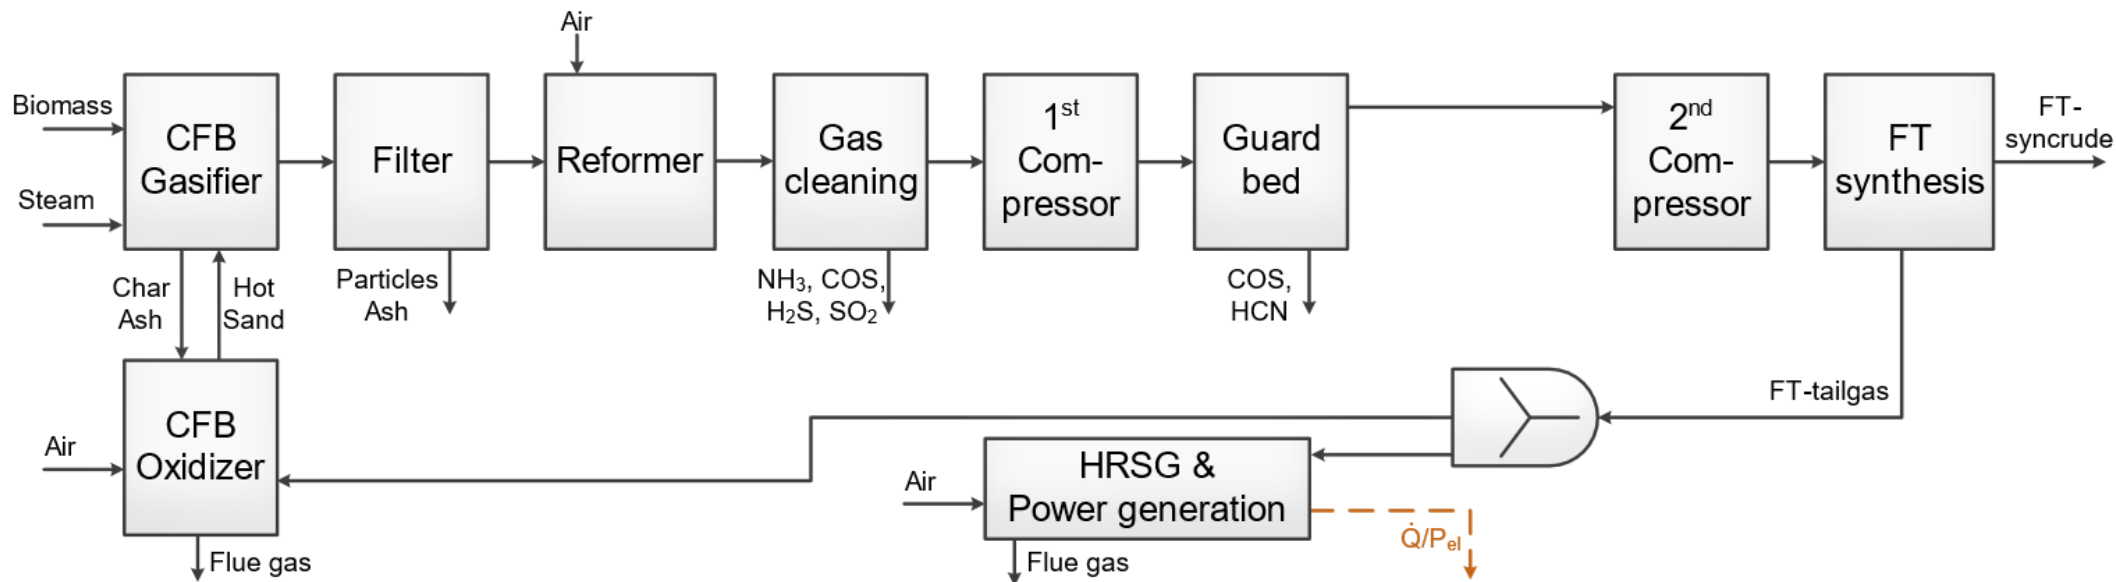 Air
Biomass
Steam
CFB
Gasifier
Filter
Reformer
Gas
cleaning
1st
Com-
pressor
Guard
bed
2nd
Com-
pressor
FT
synthesis
FT-
syncrude
Char
Ash
Hot
Sand
Particles
Ash
NH₃, COS,
H₂S, SO₂
COS,
HCN
FT-tailgas
Air
CFB
Oxidizer
Air
HRSG &
Power generation
Q̇/Pel
Flue gas
Flue gas